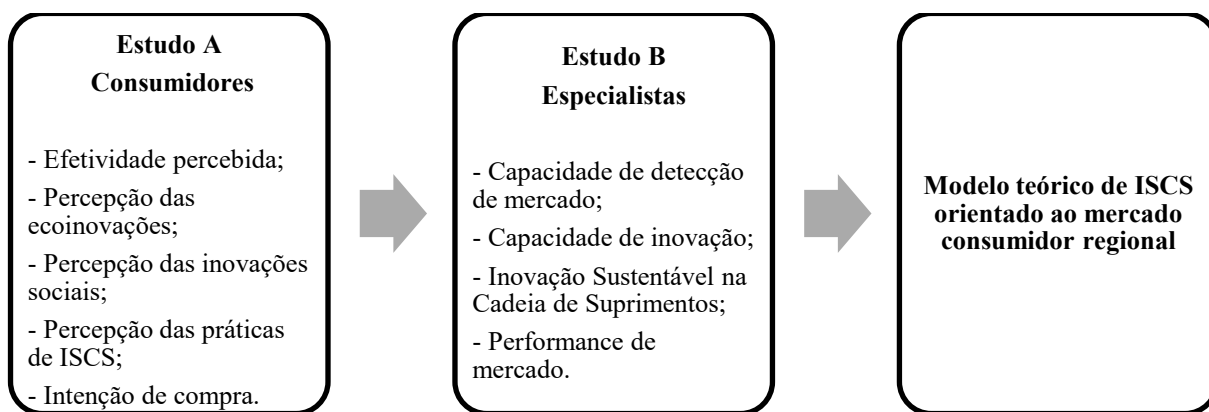 Estudo A
Consumidores
- Efetividade percebida;
- Percepção das
ecoinovações;
- Percepção das inovações
sociais;
- Percepção das práticas
de ISCS;
- Intenção de compra.
Estudo B
Especialistas
- Capacidade de detecção
de mercado;
- Capacidade de inovação;
- Inovação Sustentável na
Cadeia de Suprimentos;
- Performance de
mercado.
Modelo teórico de ISCS
orientado ao mercado
consumidor regional